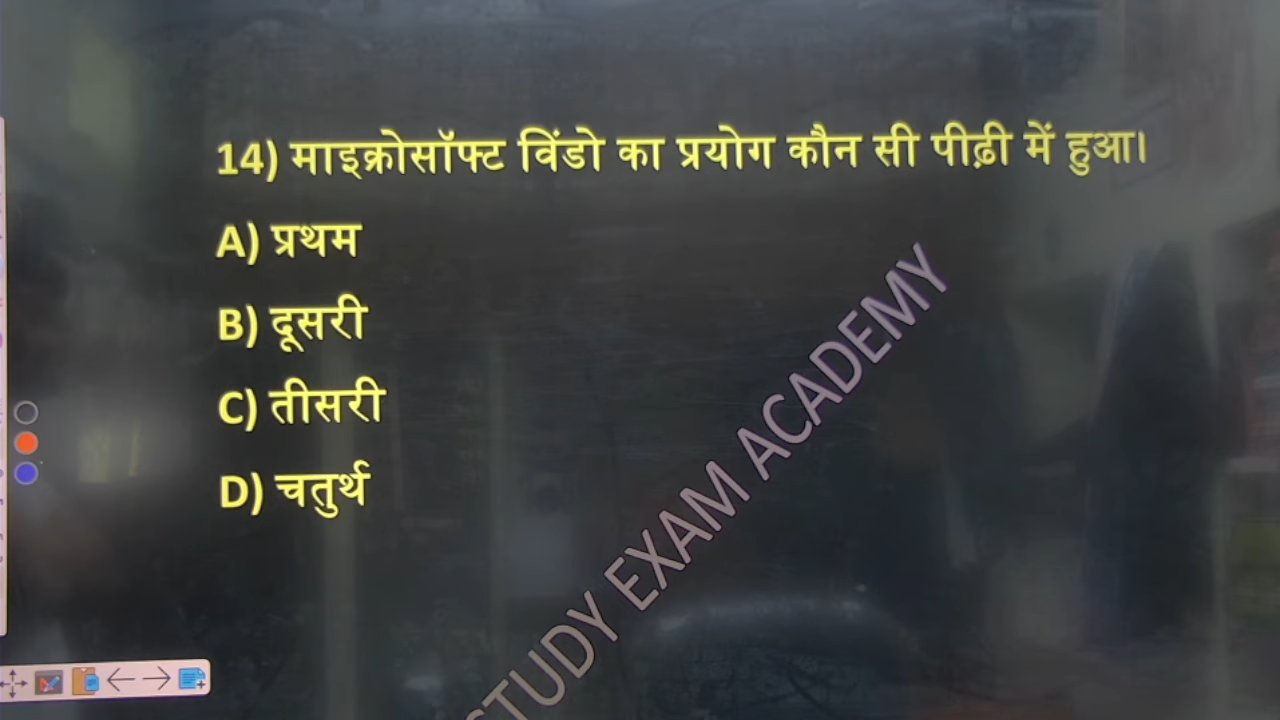 14) माइक्रोसॉफ्ट विंडो का प्रयोग कौन सी पीढ़ी में हुआ।
A) प्रथम
B) दूसरी
C) तीसरी
D) चतुर्थ
STUDY EXAM ACADEMY